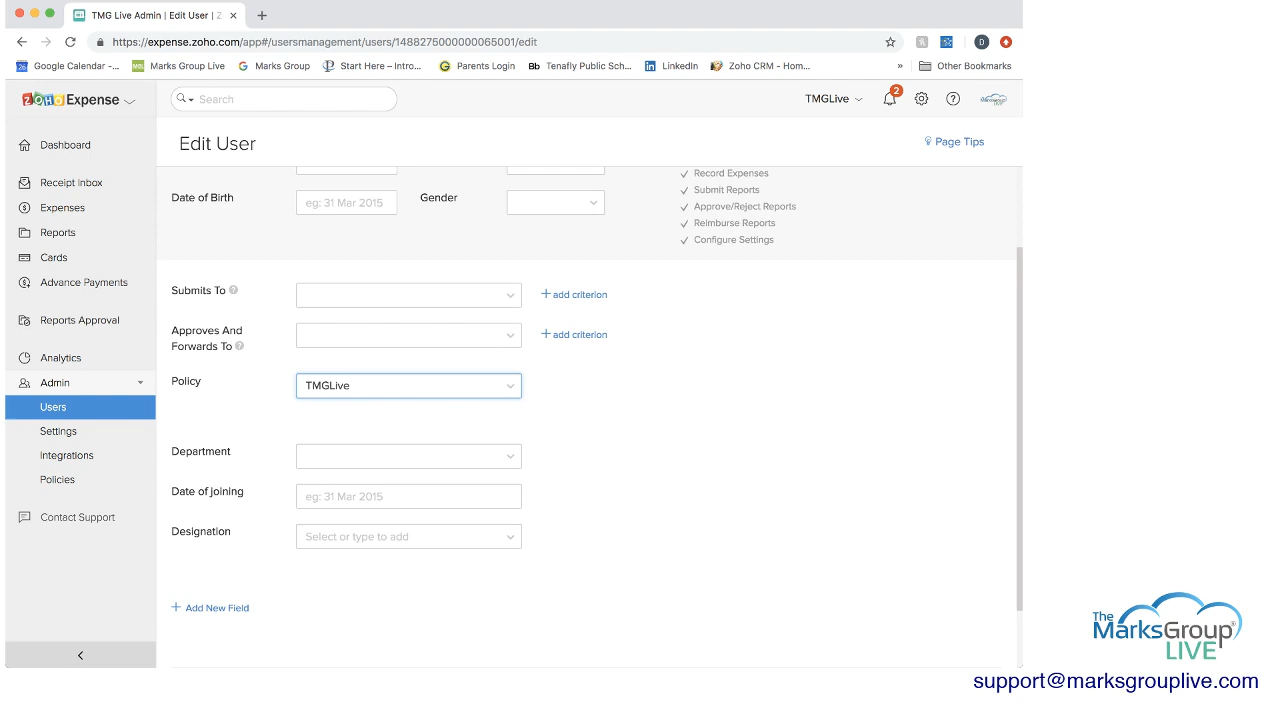 TMG Live Admin | Edit User | Z
https://expense.zoho.com/app#/usersmanagement/users/1488275000000065001/edit
D
Google Calendar -...
Marks Group Live
Marks Group
Start Here – Intro...
Parents Login
Bb Tenafly Public Sch...
LinkedIn
Zoho CRM - Hom...
»
Other Bookmarks
ZOHO Expense
Search
TMGLive
2
Edit User
Page Tips
Dashboard
Receipt Inbox
Expenses
Reports
Cards
Advance Payments
Reports Approval
Analytics
Admin
Users
Settings
Integrations
Policies
Contact Support
Date of Birth
eg: 31 Mar 2015
Gender
Record Expenses
Submit Reports
Approve/Reject Reports
Reimburse Reports
Configure Settings
Submits To
+ add criterion
Approves And
Forwards To
+ add criterion
Policy
TMGLive
Department
Date of joining
eg: 31 Mar 2015
Designation
Select or type to add
+ Add New Field
The
MarksGroup®
LIVE
support@marksgrouplive.com